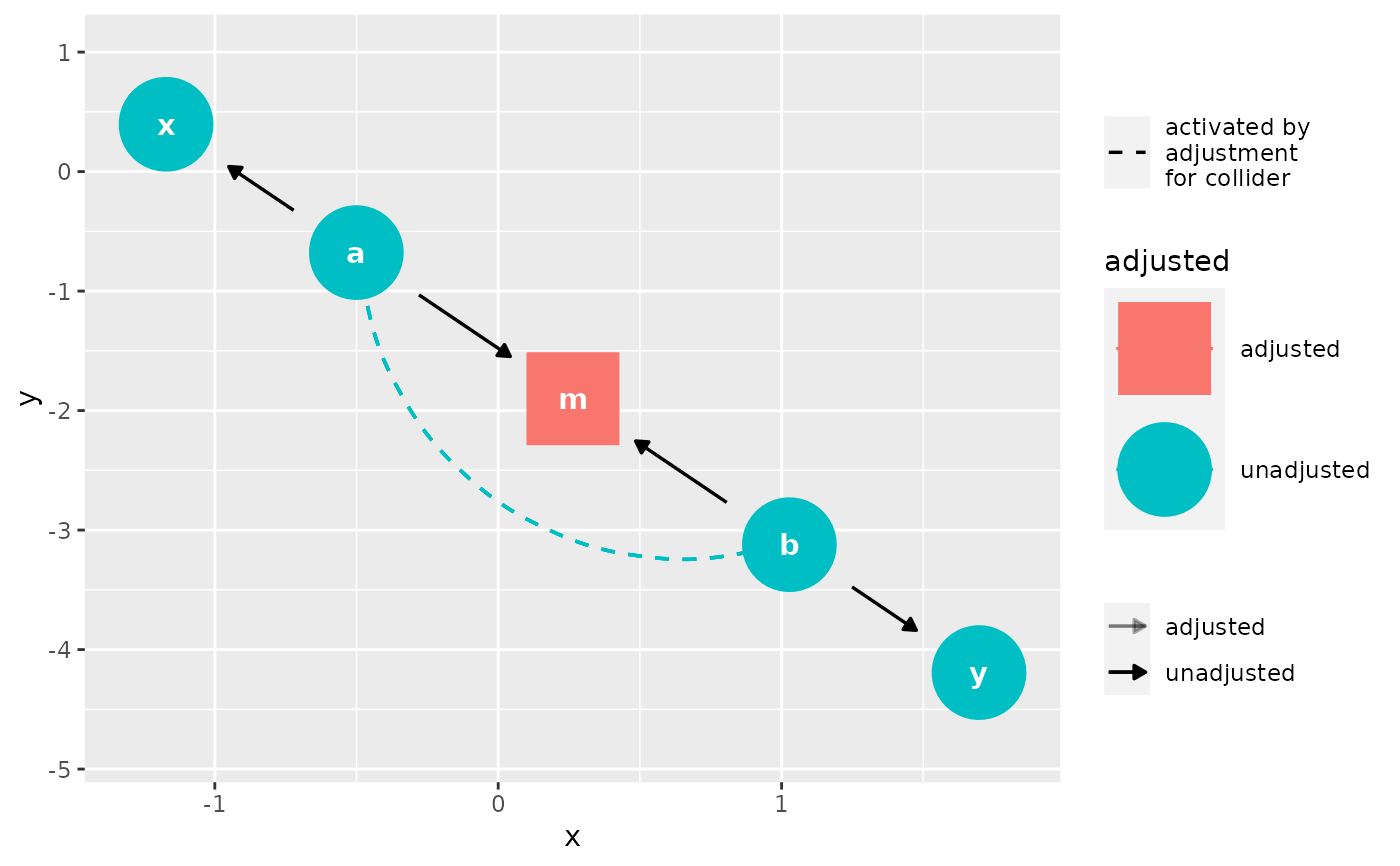 1
0
-1
-2
-3
-4
-5
y
x
a
m
b
y
-1
0
1
x
activated by
adjustment
for collider
adjusted
adjusted
unadjusted
adjusted
unadjusted